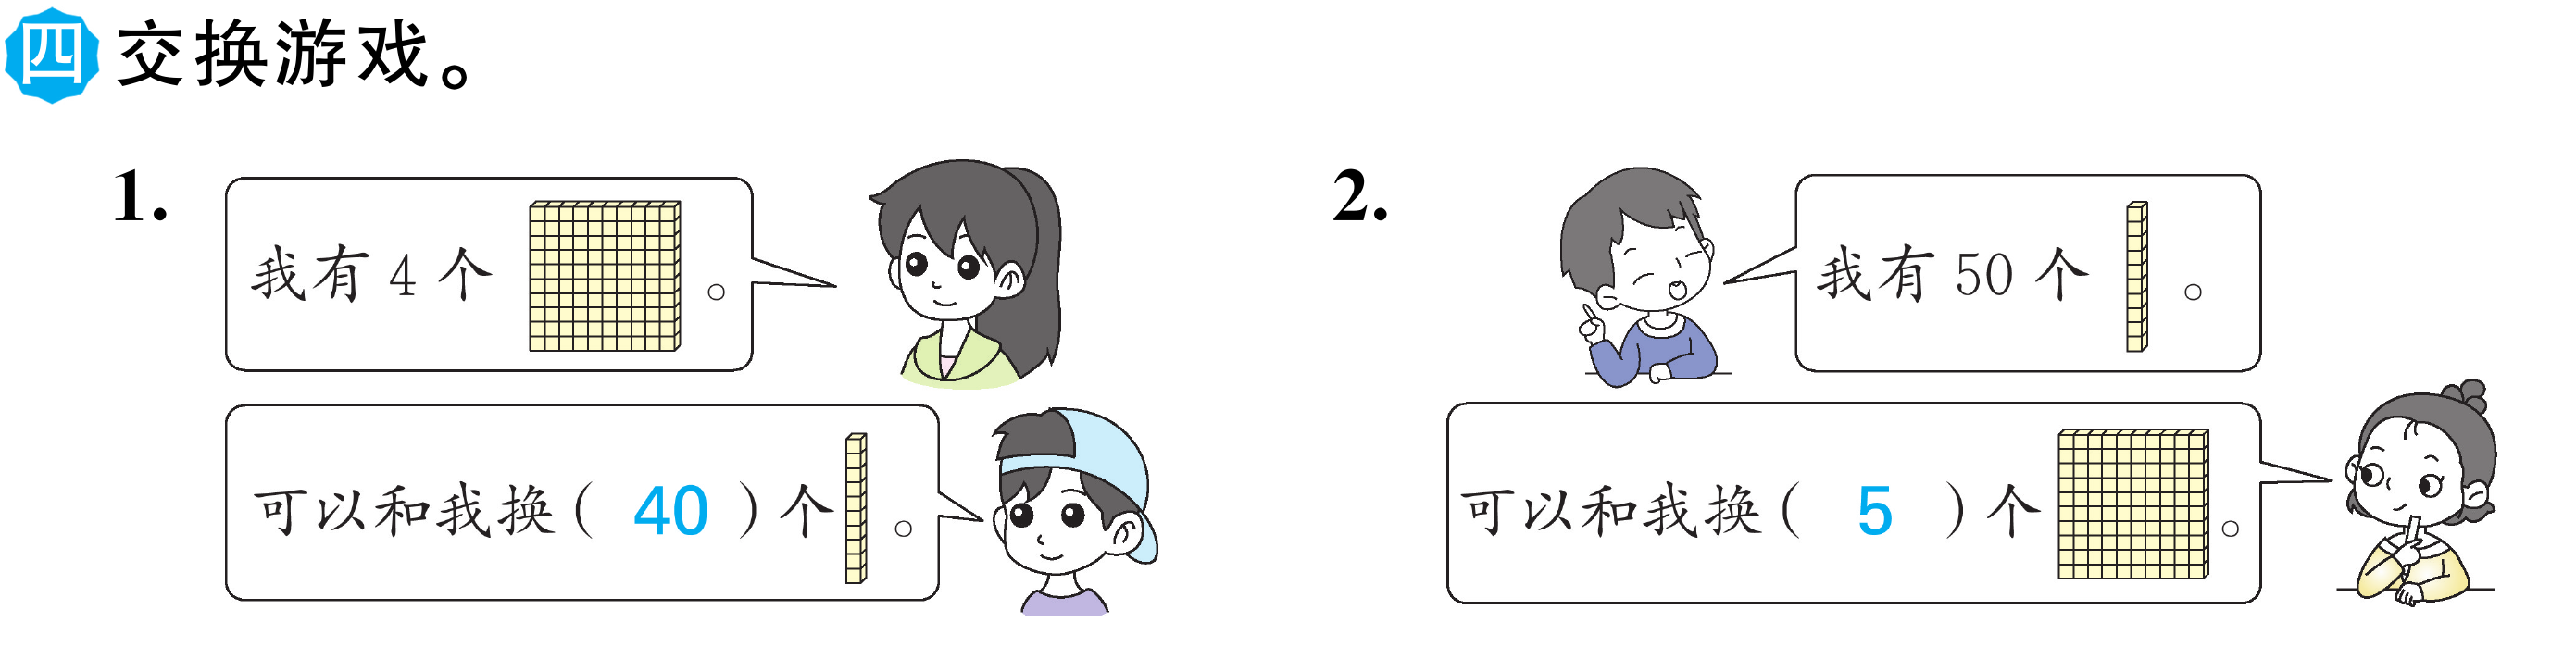 四 交换游戏。
1.
我有 4 个 。
可以和我换( 40 )个 。
2.
我有 50 个 。
可以和我换( 5 )个 。